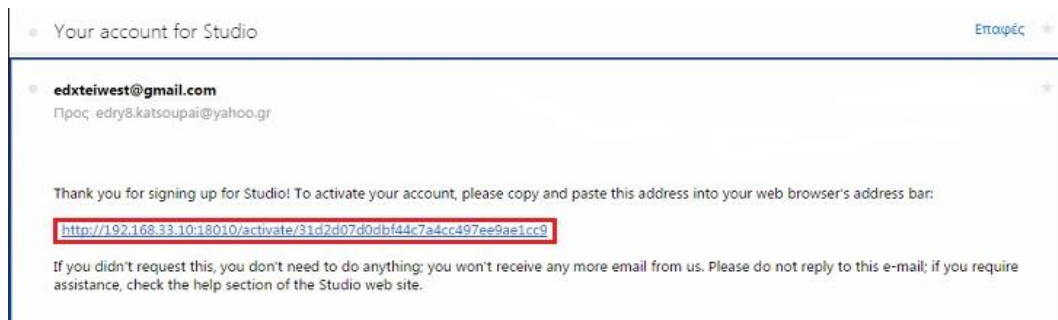 Your account for Studio
Επαφές
edxteiwest@gmail.com
Προς edry8.katsoupai@yahoo.gr
Thank you for signing up for Studio! To activate your account, please copy and paste this address into your web browser's address bar:
http://192.168.33.10:18010/activate/31d2d07d0dbf44c7a4cc497ee9ae1cc9
If you didn't request this, you don't need to do anything; you won't receive any more email from us. Please do not reply to this e-mail; if you require
assistance, check the help section of the Studio web site.